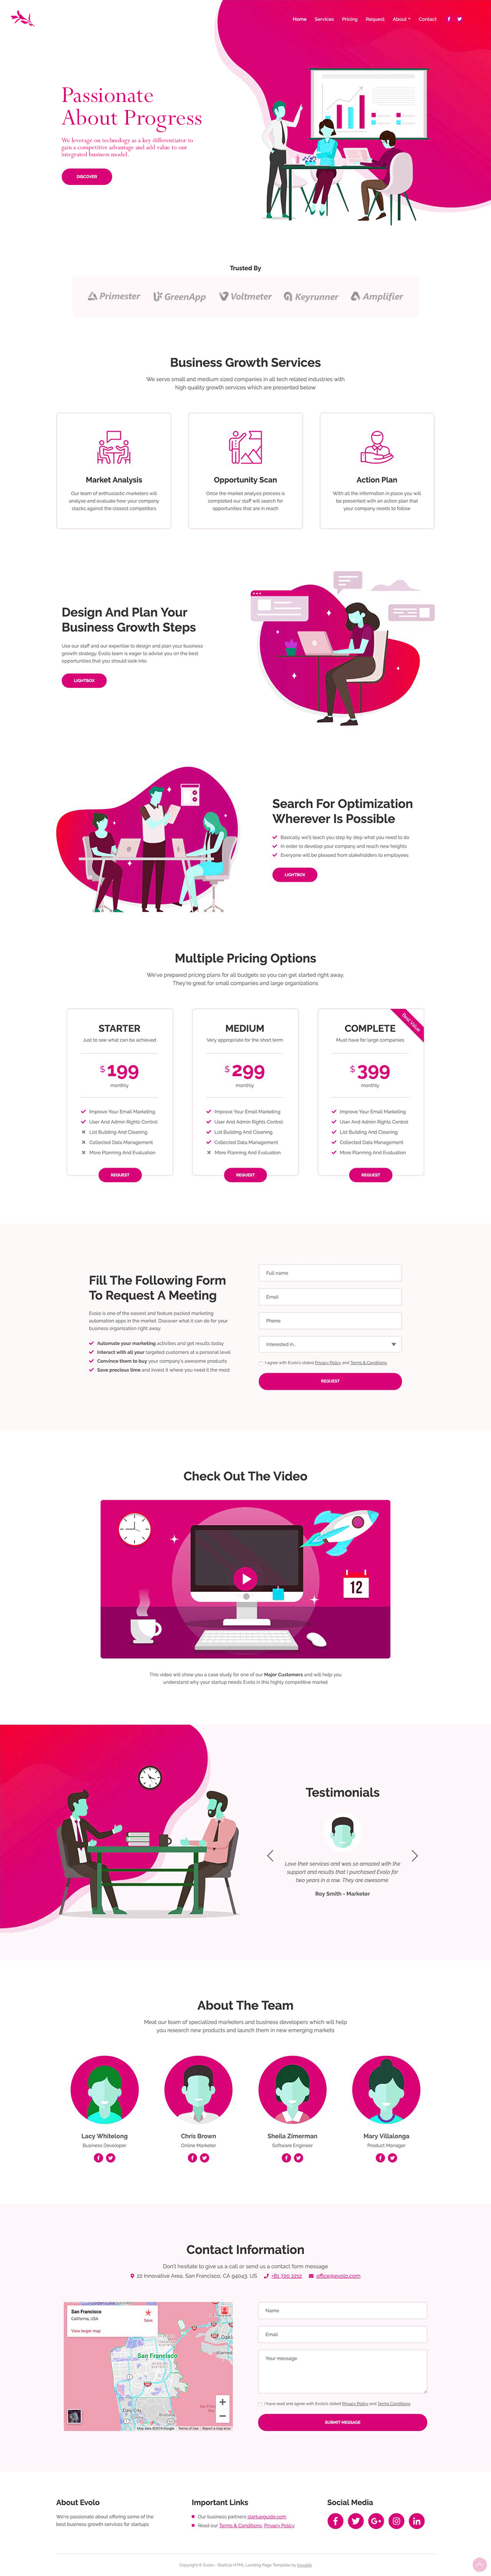 Home Services Pricing Request About Contact
Passionate
About Progress
We leverage on technology as a key differentiator to
gain a competitive advantage and add value to our
integrated business model.
DISCOVER
Trusted By
Primester GreenApp Voltmeter Keyrunner Amplifier
Business Growth Services
We serve small and medium sized companies in all tech related industries with
high quality growth services which are presented below
Market Analysis
Our team of enthusiastic marketers will
analyse and evaluate how your company
stacks against the closest competitors
Opportunity Scan
Once the market analysis process is
completed our staff will search for
opportunities that are in reach
Action Plan
With all the information in place you will
be presented with an action plan that
your company needs to follow
Design And Plan Your
Business Growth Steps
Use our staff and our expertise to design and plan your business
growth strategy. Evolo team is eager to advise you on the best
opportunities that you should look into
LIGHTBOX
Search For Optimization
Wherever Is Possible
Basically we'll teach you step by step what you need to do
In order to develop your company and reach new heights
Everyone will be pleased from stakeholders to employees
LIGHTBOX
Multiple Pricing Options
We've prepared pricing plans for all budgets so you can get started right away.
They're great for small companies and large organizations
STARTER
Just to see what can be achieved
$199
monthly
Improve Your Email Marketing
User And Admin Rights Control
List Building And Cleaning
Collected Data Management
More Planning And Evaluation
REQUEST
MEDIUM
Very appropriate for the short term
$299
monthly
Improve Your Email Marketing
User And Admin Rights Control
List Building And Cleaning
Collected Data Management
More Planning And Evaluation
REQUEST
Best Value
COMPLETE
Must have for large companies
$399
monthly
Improve Your Email Marketing
User And Admin Rights Control
List Building And Cleaning
Collected Data Management
More Planning And Evaluation
REQUEST
Fill The Following Form
To Request A Meeting
Evolo is one of the easiest and feature packed marketing
automation apps in the market. Discover what it can do for your
business organization right away.
Automate your marketing activities and get results today
Interact with all your targeted customers at a personal level
Convince them to buy your company's awesome products
Save precious time and invest it where you need it the most
Full name
Email
Phone
Interested in...
I agree with Evolo's stated Privacy Policy and Terms & Conditions
REQUEST
Check Out The Video
12
This video will show you a case study for one of our Major Customers and will help you
understand why your startup needs Evolo in this highly competitive market
Testimonials
Love their services and was so amazed with the
support and results that I purchased Evolo for
two years in a row. They are awesome.
Roy Smith - Marketer
About The Team
Meat our team of specialized marketers and business developers which will help
you research new products and launch them in new emerging markets
Lacy Whitelong
Business Developer
Chris Brown
Online Marketer
Sheila Zimerman
Software Engineer
Mary Villalonga
Product Manager
Contact Information
Don't hesitate to give us a call or send us a contact form message
22 Innovative Area, San Francisco, CA 94043, US +81 720 2212 office@evolo.com
San Francisco
California, USA
Save
View larger map
San Francisco
Daly City
Map data ©2019 Google Terms of Use Report a map error
Name
Email
Your message
I have read and agree with Evolo's stated Privacy Policy and Terms Conditions
SUBMIT MESSAGE
About Evolo
We're passionate about offering some of the
best business growth services for startups
Important Links
Our business partners startupguide.com
Read our Terms & Conditions, Privacy Policy
Social Media
Copyright © Evolo - StartUp HTML Landing Page Template by Inovatik